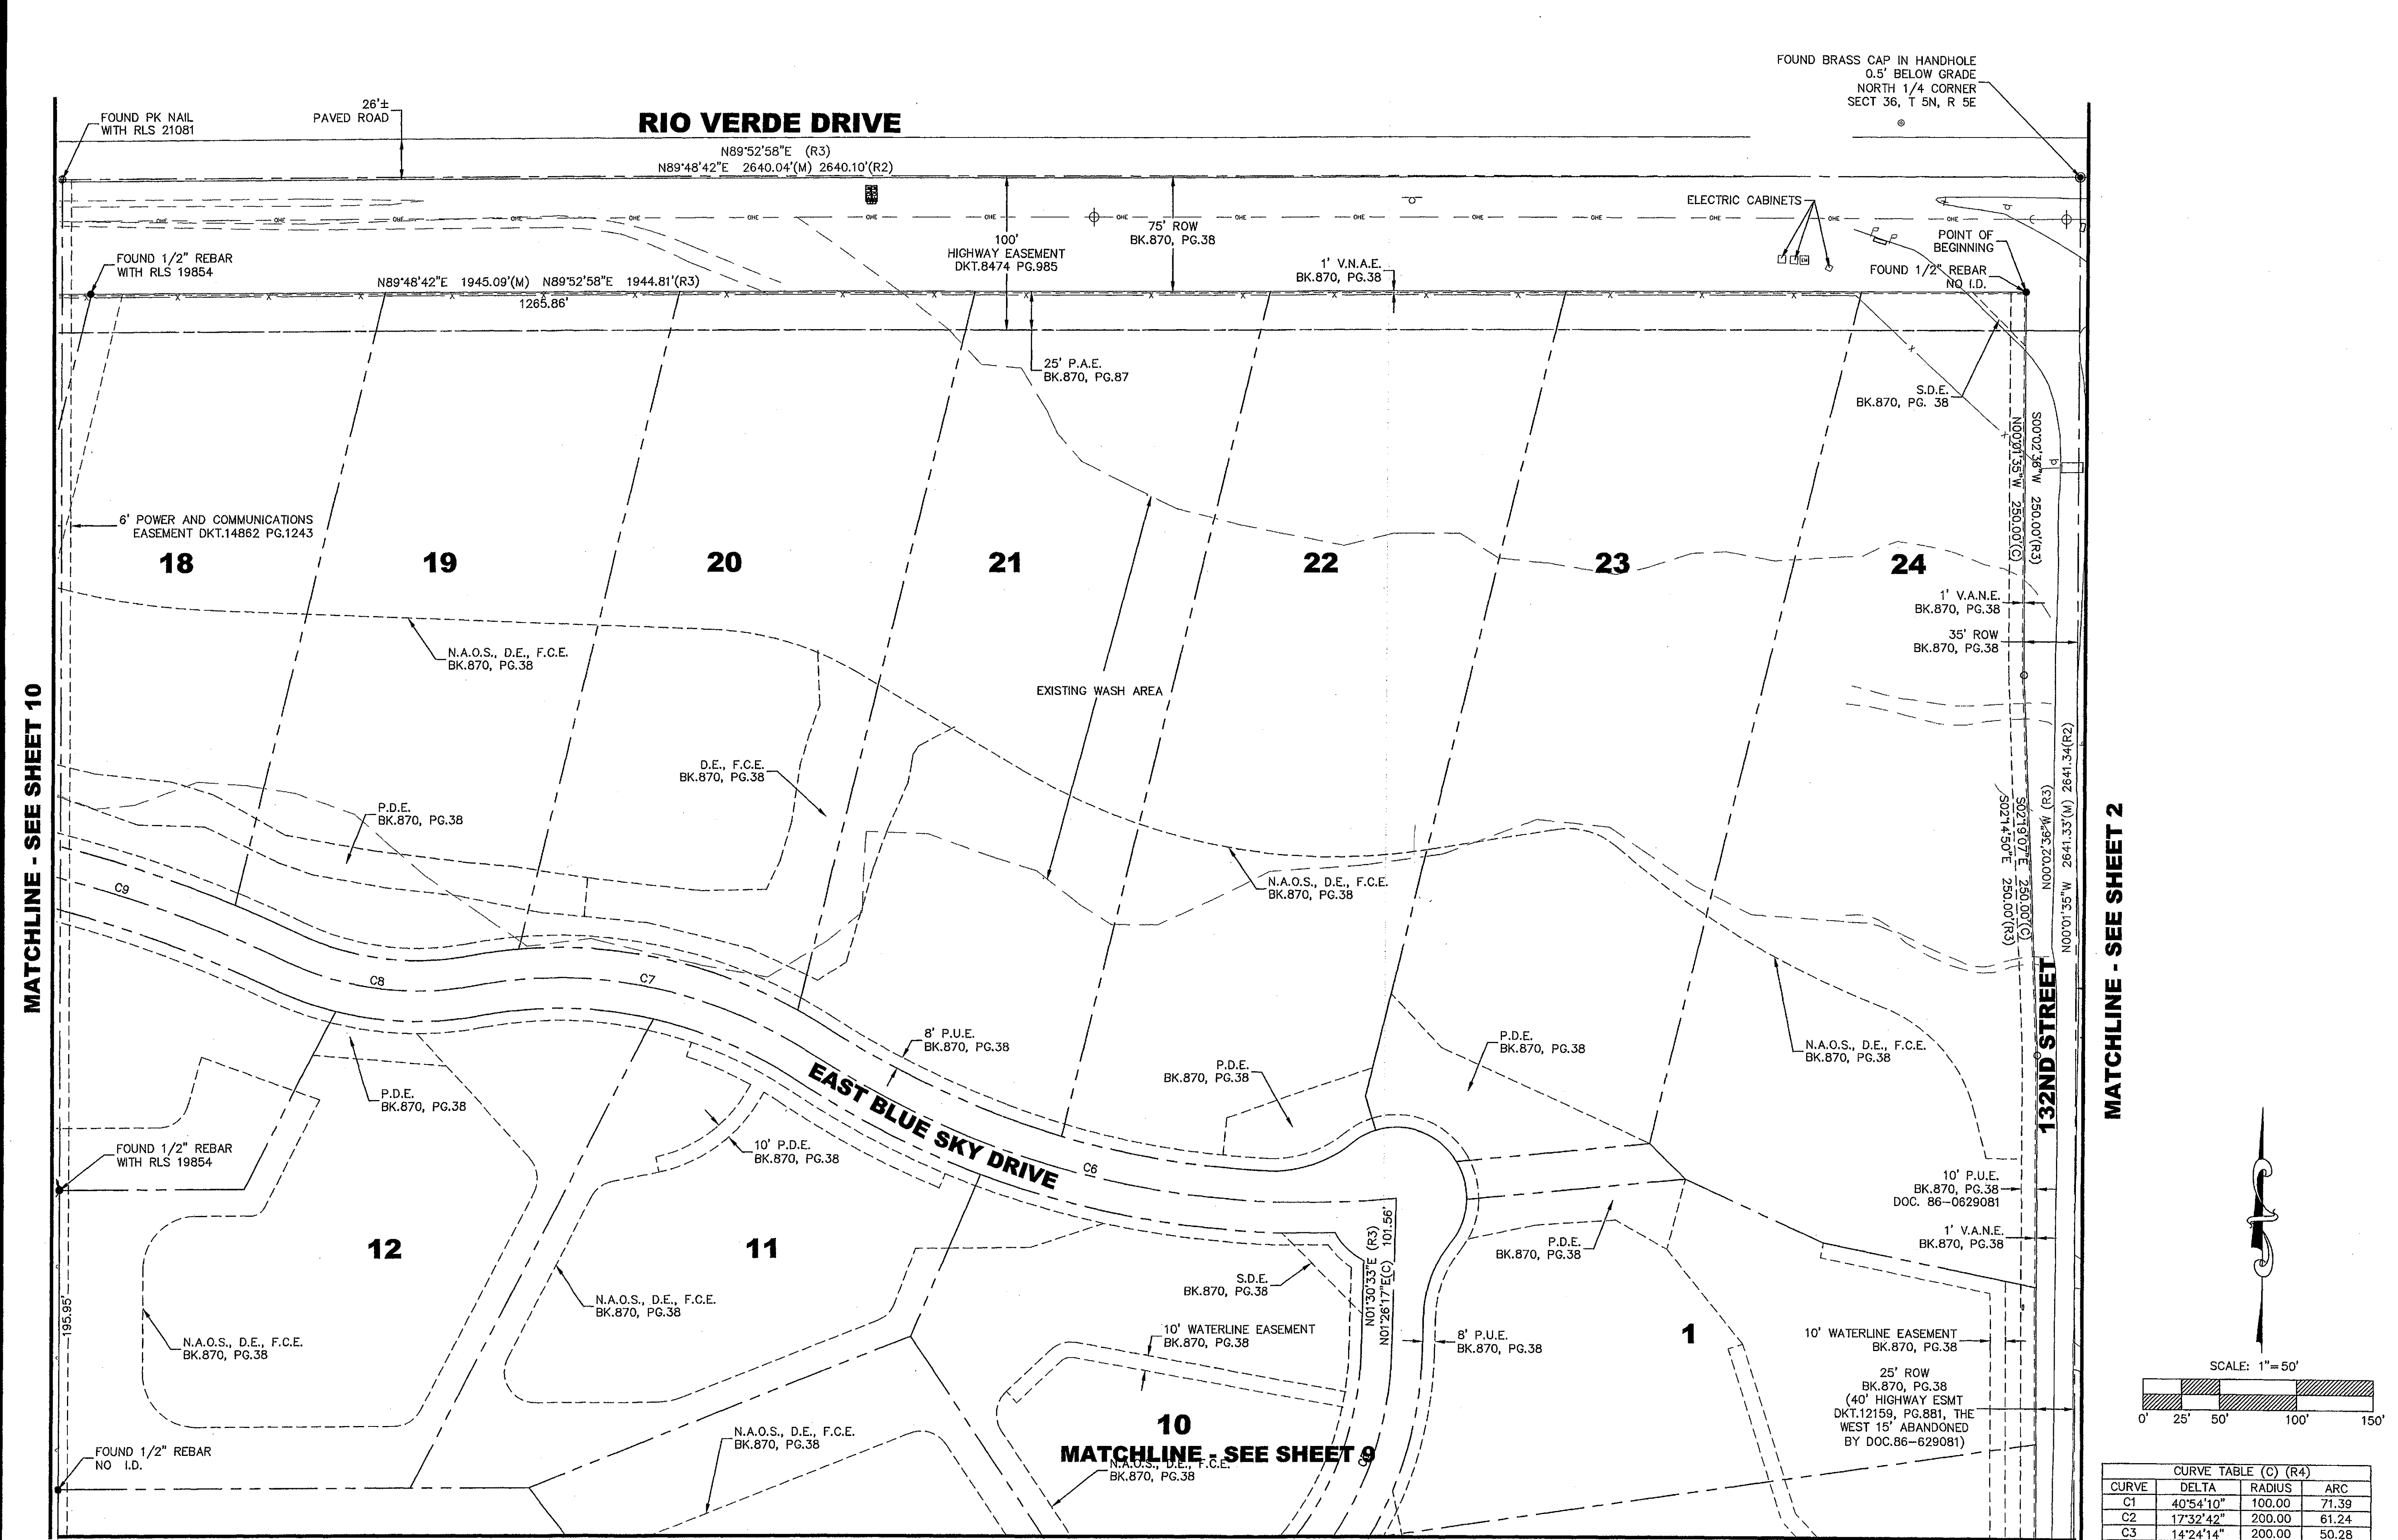 FOUND BRASS CAP IN HANDHOLE
0.5' BELOW GRADE
NORTH 1/4 CORNER
SECT 36, T 5N, R 5E
FOUND PK NAIL
WITH RLS 21081
26'±
PAVED ROAD
RIO VERDE DRIVE
N89°52'58"E (R3)
N89°48'42"E 2640.04'(M) 2640.10'(R2)
OHE OHE OHE OHE OHE OHE OHE OHE OHE OHE OHE OHE OHE OHE OHE OHE
ELECTRIC CABINETS
EM
75' ROW
BK.870, PG.38
100'
HIGHWAY EASEMENT
DKT.8474 PG.985
POINT OF
BEGINNING
FOUND 1/2" REBAR
WITH RLS 19854
1' V.N.A.E.
BK.870, PG.38
FOUND 1/2" REBAR
NO I.D.
N89°48'42"E 1945.09'(M) N89°52'58"E 1944.81'(R3)
1265.86'
25' P.A.E.
BK.870, PG.87
S.D.E.
BK.870, PG. 38
S00°02'36"W 250.00'(R3)
N00°01'35"W 250.00'(C)
6' POWER AND COMMUNICATIONS
EASEMENT DKT.14862 PG.1243
18
19
20
21
22
23
24
1' V.A.N.E.
BK.870, PG.38
35' ROW
BK.870, PG.38
N.A.O.S., D.E., F.C.E.
BK.870, PG.38
EXISTING WASH AREA
MATCHLINE - SEE SHEET 10
MATCHLINE - SEE SHEET 2
D.E., F.C.E.
BK.870, PG.38
P.D.E.
BK.870, PG.38
N00°01'35"W 2641.33'(M) 2641.34(R2)
N00°02'36"W (R3)
S02°19'07"E 250.00'(C)
S02°14'50"E 250.00'(R3)
N.A.O.S., D.E., F.C.E.
BK.870, PG.38
C9
C8
C7
132ND STREET
8' P.U.E.
BK.870, PG.38
P.D.E.
BK.870, PG.38
N.A.O.S., D.E., F.C.E.
BK.870, PG.38
P.D.E.
BK.870, PG.38
P.D.E.
BK.870, PG.38
EAST BLUE SKY DRIVE
C6
10' P.D.E.
BK.870, PG.38
FOUND 1/2" REBAR
WITH RLS 19854
10' P.U.E.
BK.870, PG.38
DOC. 86-0629081
1' V.A.N.E.
BK.870, PG.38
12
11
P.D.E.
BK.870, PG.38
N01°30'33"E (R3)
N01°26'17"E(C) 101.56'
S.D.E.
BK.870, PG.38
N.A.O.S., D.E., F.C.E.
BK.870, PG.38
195.95'
N.A.O.S., D.E., F.C.E.
BK.870, PG.38
10' WATERLINE EASEMENT
BK.870, PG.38
8' P.U.E.
BK.870, PG.38
1
10' WATERLINE EASEMENT
BK.870, PG.38
25' ROW
BK.870, PG.38
(40' HIGHWAY ESMT
DKT.12159, PG.881, THE
WEST 15' ABANDONED
BY DOC.86-629081)
SCALE: 1"=50'
0' 25' 50' 100' 150'
10
MATCHLINE - SEE SHEET 9
N.A.O.S., D.E., F.C.E.
BK.870, PG.38
N.A.O.S., D.E., F.C.E.
BK.870, PG.38
FOUND 1/2" REBAR
NO I.D.
CURVE TABLE (C) (R4)
CURVE DELTA RADIUS ARC
C1 40°54'10" 100.00 71.39
C2 17°32'42" 200.00 61.24
C3 14°24'14" 200.00 50.28